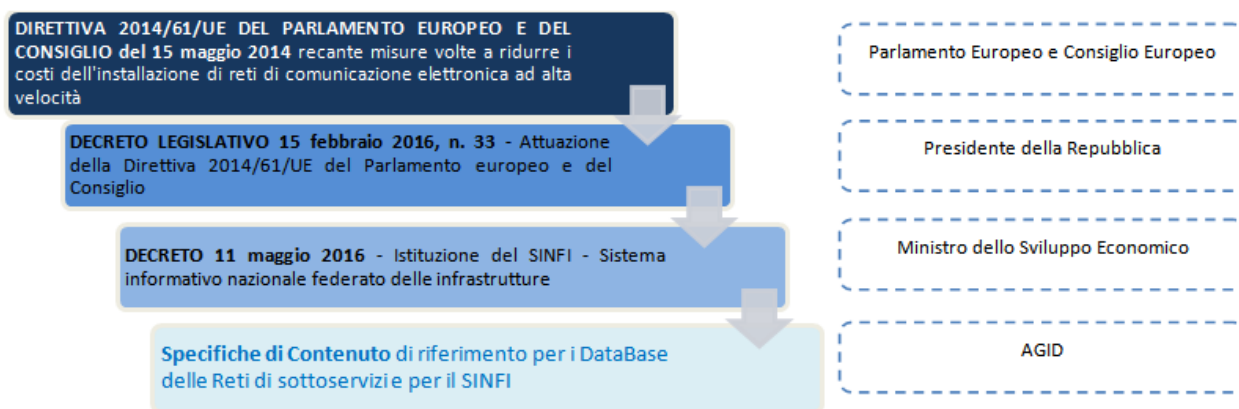 DIRETTIVA 2014/61/UE DEL PARLAMENTO EUROPEO E DEL
CONSIGLIO del 15 maggio 2014 recante misure volte a ridurre i
costi dell'installazione di reti di comunicazione elettronica ad alta
velocità
Parlamento Europeo e Consiglio Europeo
DECRETO LEGISLATIVO 15 febbraio 2016, n. 33 - Attuazione
della Direttiva 2014/61/UE del Parlamento europeo e del
Consiglio
Presidente della Repubblica
DECRETO 11 maggio 2016 - Istituzione del SINFI - Sistema
informativo nazionale federato delle infrastrutture
Ministro dello Sviluppo Economico
Specifiche di Contenuto di riferimento per i DataBase
delle Reti di sottoservizi e per il SINFI
AGID